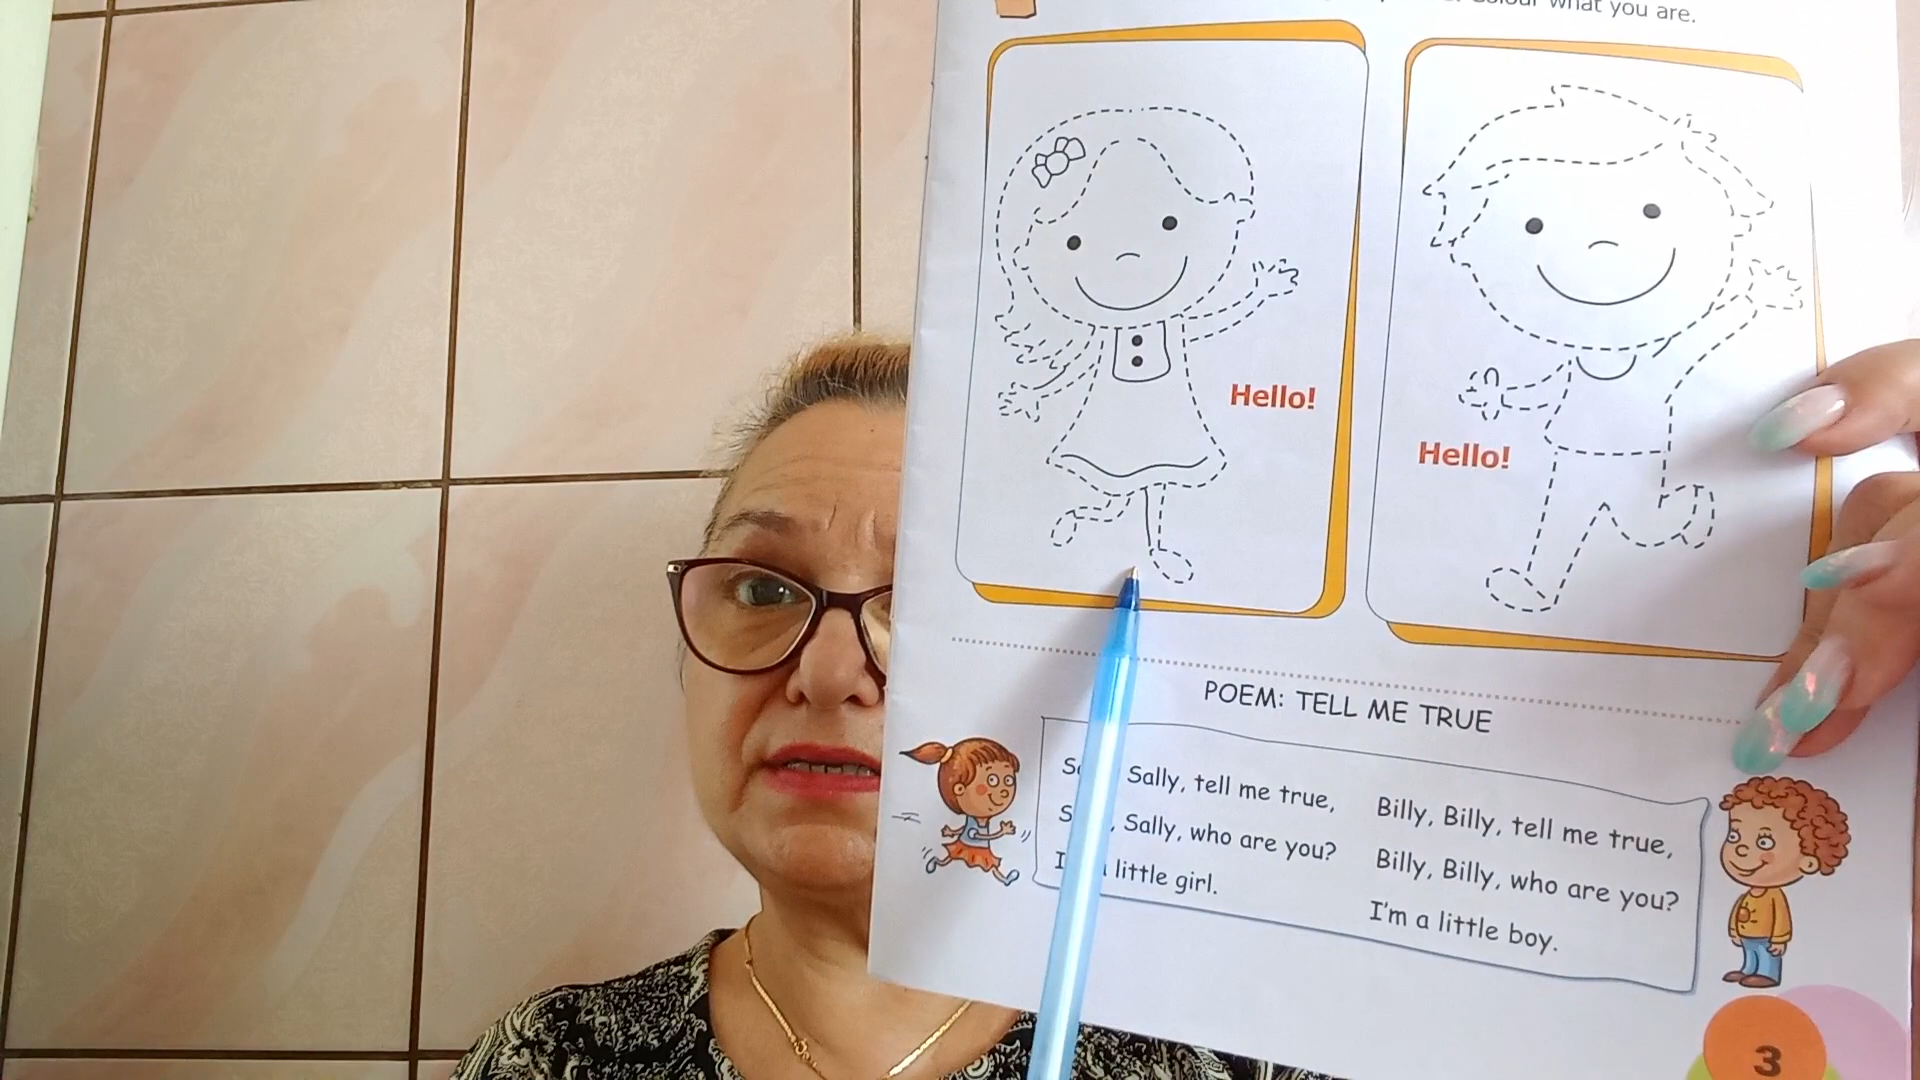 Colour what you are.
Hello!
Hello!
POEM: TELL ME TRUE
Sally, tell me true,
Sally, who are you?
little girl.
Billy, Billy, tell me true,
Billy, Billy, who are you?
I'm a little boy.
3